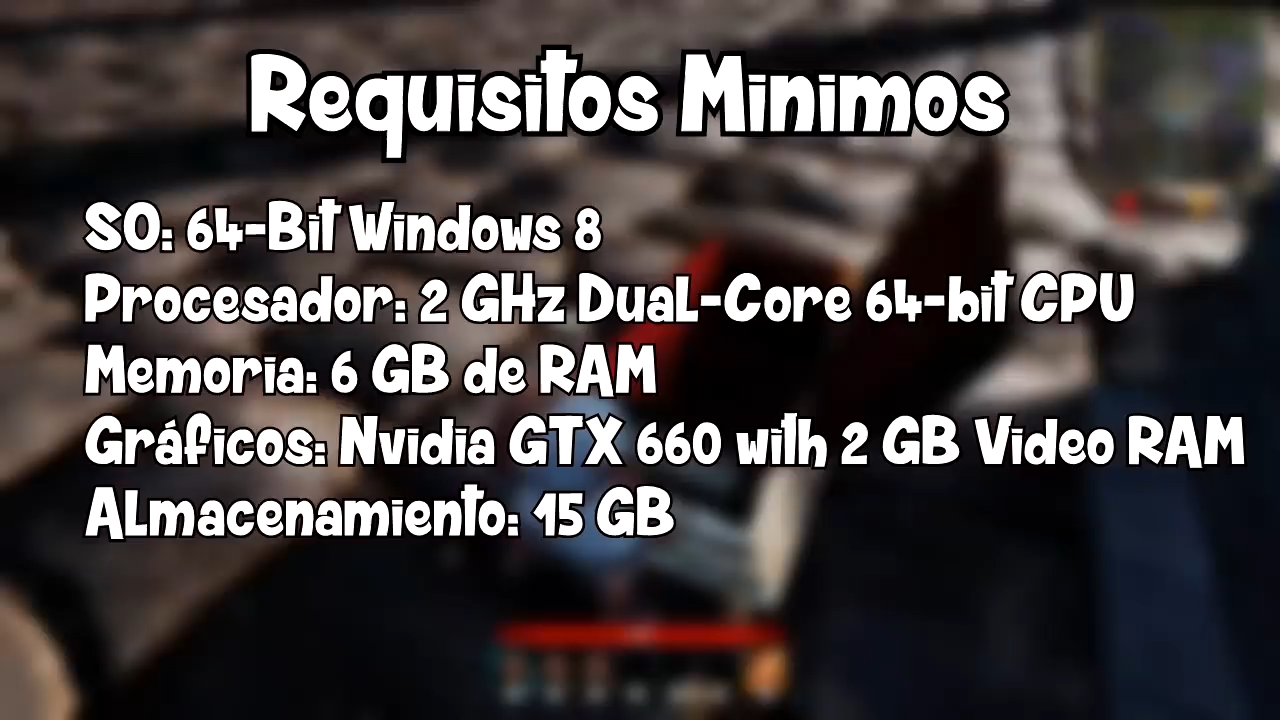 Requisitos Minimos
SO: 64-Bit Windows 8
Procesador: 2 GHz Dual-Core 64-bit CPU
Memoria: 6 GB de RAM
Gráficos: Nvidia GTX 660 with 2 GB Video RAM
Almacenamiento: 15 GB